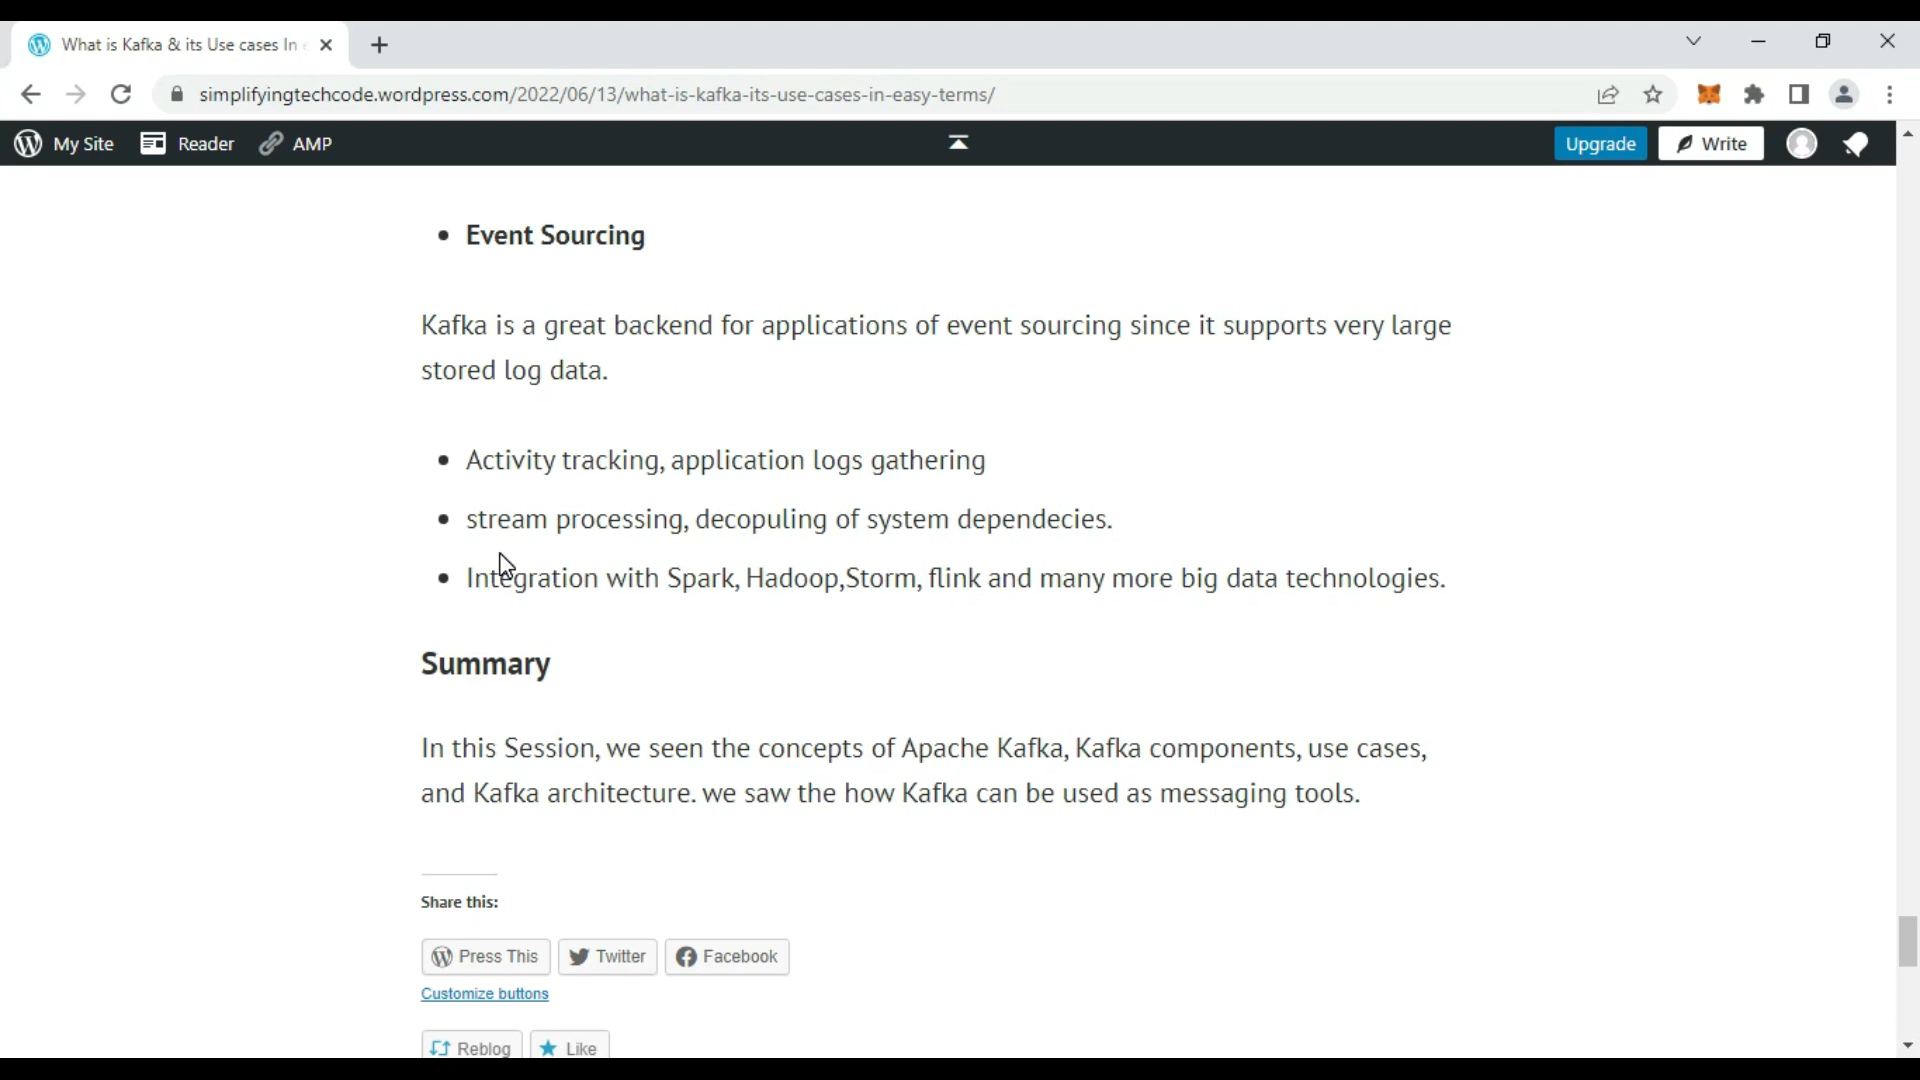 What is Kafka & its Use cases In
simplifyingtechcode.wordpress.com/2022/06/13/what-is-kafka-its-use-cases-in-easy-terms/
My Site Reader AMP Upgrade Write
• Event Sourcing
Kafka is a great backend for applications of event sourcing since it supports very large
stored log data.
• Activity tracking, application logs gathering
• stream processing, decopuling of system dependecies.
• Integration with Spark, Hadoop,Storm, flink and many more big data technologies.
Summary
In this Session, we seen the concepts of Apache Kafka, Kafka components, use cases,
and Kafka architecture. we saw the how Kafka can be used as messaging tools.
Share this:
Press This Twitter Facebook
Customize buttons
Reblog Like